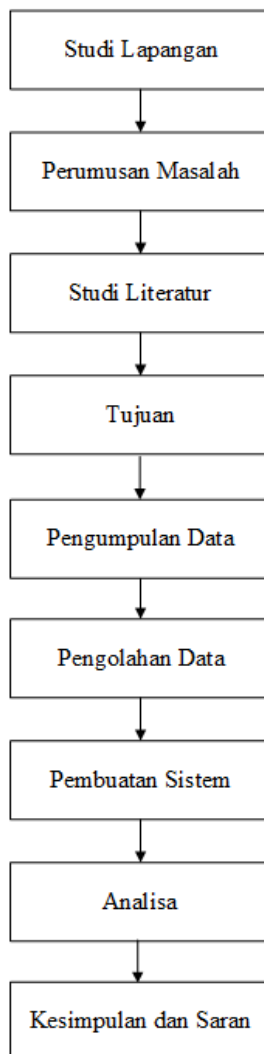 Studi Lapangan
Perumusan Masalah
Studi Literatur
Tujuan
Pengumpulan Data
Pengolahan Data
Pembuatan Sistem
Analisa
Kesimpulan dan Saran